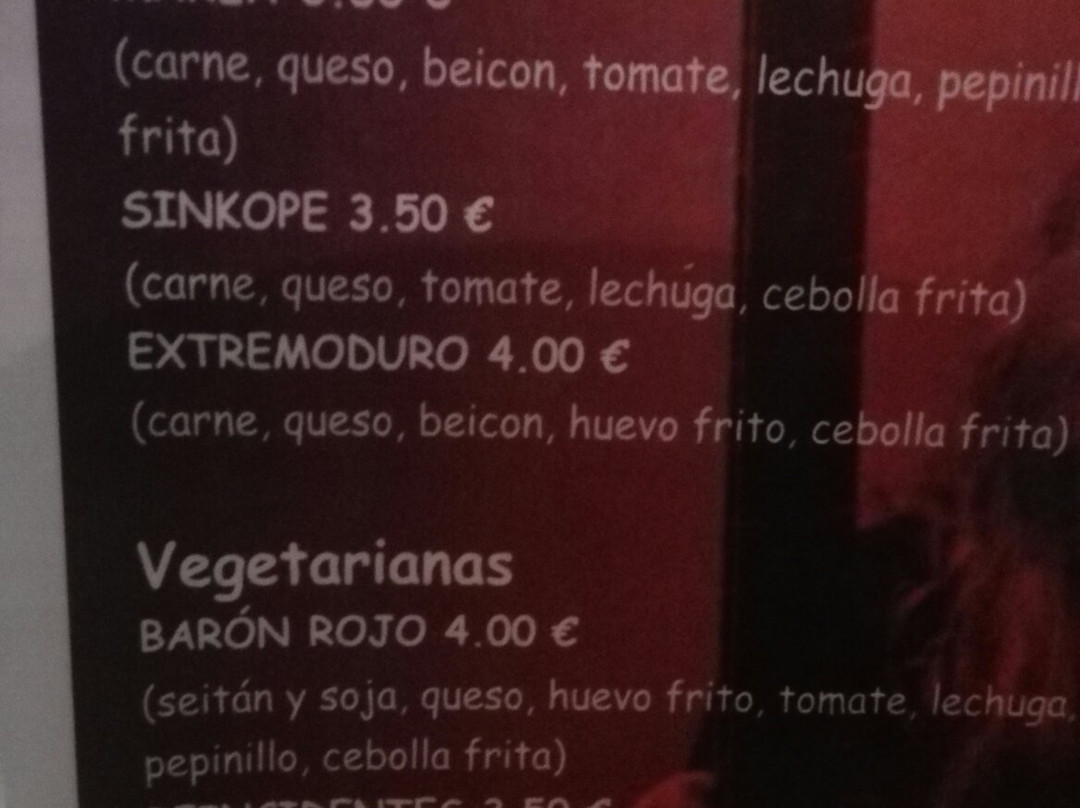 (carne, queso, beicon, tomate, lechuga,
frita)
SINKOPE 3.50 €
(carne, queso, tomate, lechuga, cebolla frita)
EXTREMODURO 4.00 €
(carne, queso, beicon, huevo frito, cebolla frita)
Vegetarianas
BARÓN ROJO 4.00 €
(seitán y soja, queso, huevo frito, tomate, lechuga,
pepinillo, cebolla frita)